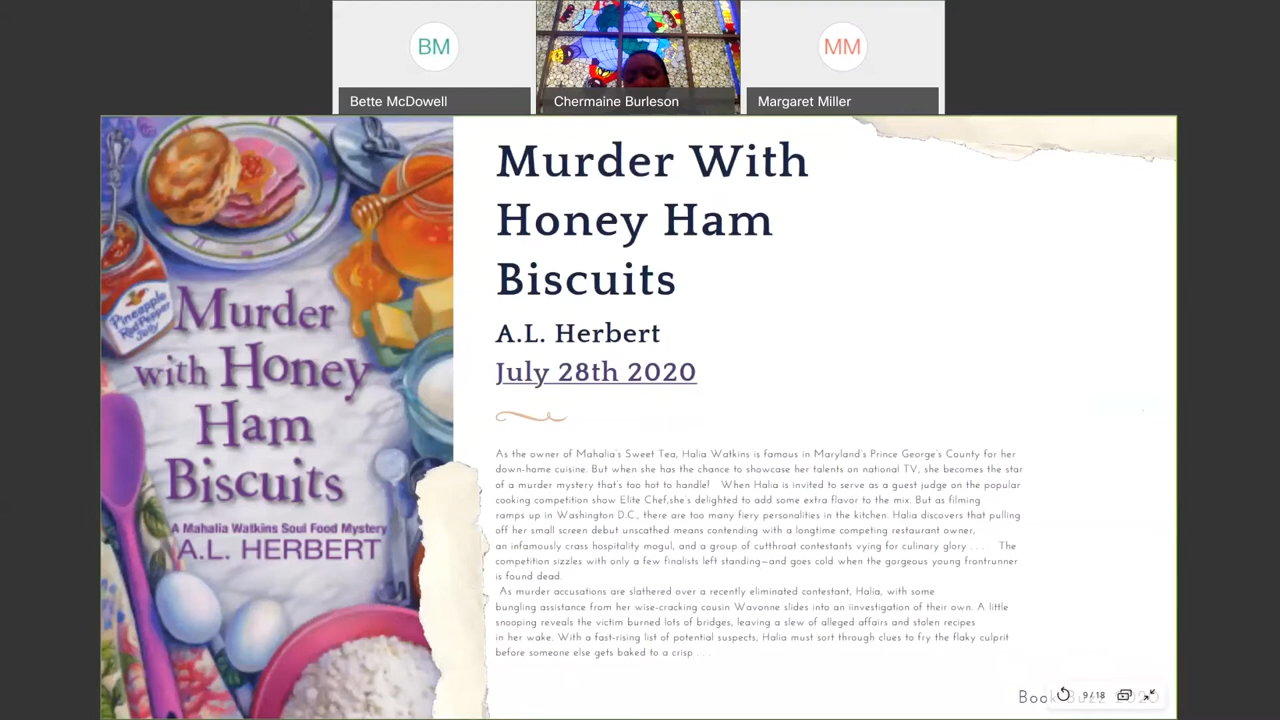 BM
MM
Bette McDowell
Chermaine Burleson
Margaret Miller
Pineapple
Red Pepper
Jelly
Murder
with Honey
Ham
Biscuits
A Mahalia Watkins Soul Food Mystery
A.L. HERBERT
Murder With
Honey Ham
Biscuits
A.L. Herbert
July 28th 2020
As the owner of Mahalia's Sweet Tea, Halia Watkins is famous in Maryland's Prince George's County for her
down-home cuisine. But when she has the chance to showcase her talents on national TV, she becomes the star
of a murder mystery that's too hot to handle! When Halia is invited to serve as a guest judge on the popular
cooking competition show Elite Chef,she's delighted to add some extra flavor to the mix. But as filming
ramps up in Washington D.C., there are too many fiery personalities in the kitchen. Halia discovers that pulling
off her small screen debut unscathed means contending with a longtime competing restaurant owner,
an infamously crass hospitality mogul, and a group of cutthroat contestants vying for culinary glory . . . The
competition sizzles with only a few finalists left standing—and goes cold when the gorgeous young frontrunner
is found dead.
As murder accusations are slathered over a recently eliminated contestant, Halia, with some
bungling assistance from her wise-cracking cousin Wavonne slides into an iinvestigation of their own. A little
snooping reveals the victim burned lots of bridges, leaving a slew of alleged affairs and stolen recipes
in her wake. With a fast-rising list of potential suspects, Halia must sort through clues to fry the flaky culprit
before someone else gets baked to a crisp . . .
Book Buzz 2020
9/18